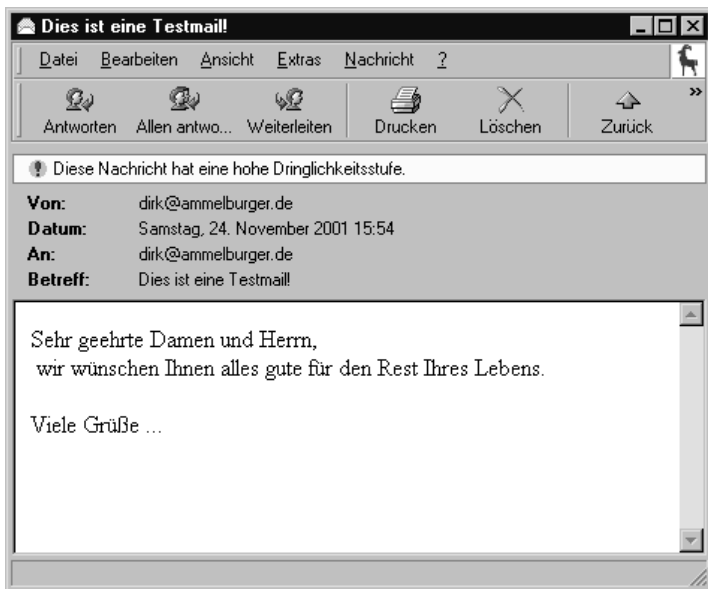 Dies ist eine Testmail!
Datei Bearbeiten Ansicht Extras Nachricht ?
Antworten Allen antwo... Weiterleiten Drucken Löschen Zurück »
Diese Nachricht hat eine hohe Dringlichkeitsstufe.
Von: dirk@ammelburger.de
Datum: Samstag, 24. November 2001 15:54
An: dirk@ammelburger.de
Betreff: Dies ist eine Testmail!
Sehr geehrte Damen und Herrn,
wir wünschen Ihnen alles gute für den Rest Ihres Lebens.
Viele Grüße ...